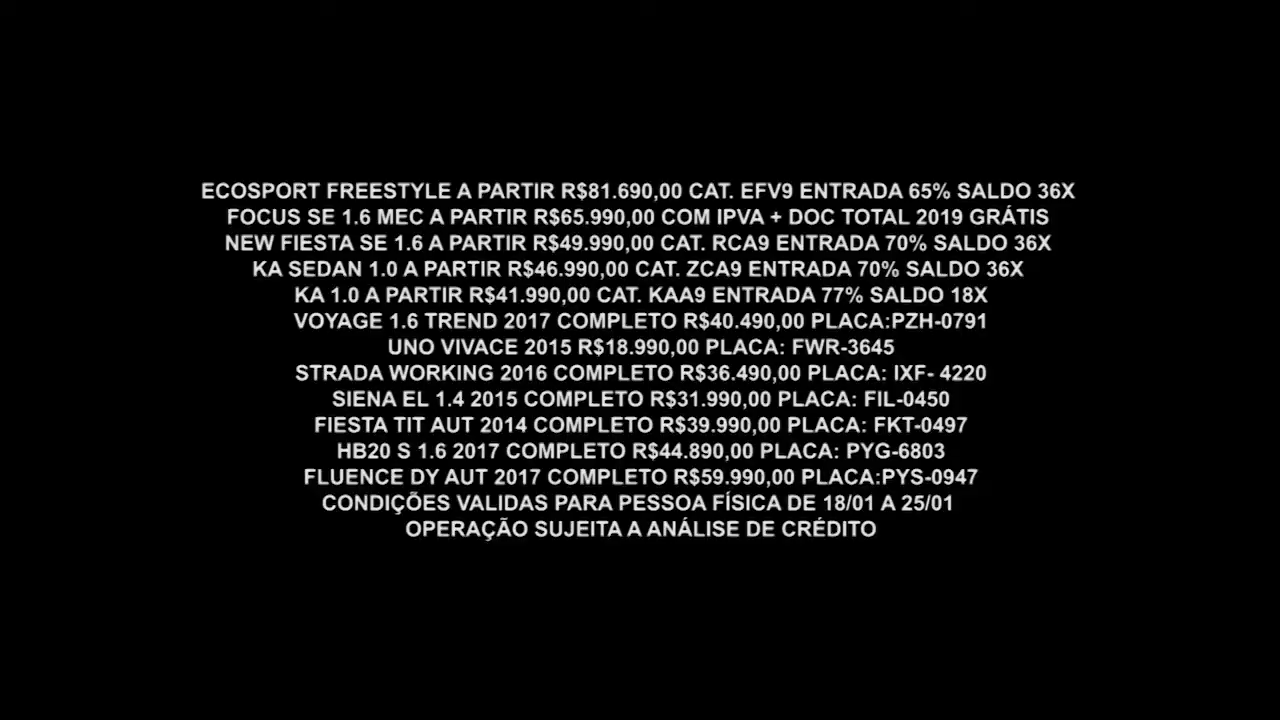 ECOSPORT FREESTYLE A PARTIR R$81.690,00 CAT. EFV9 ENTRADA 65% SALDO 36X
FOCUS SE 1.6 MEC A PARTIR R$65.990,00 COM IPVA + DOC TOTAL 2019 GRÁTIS
NEW FIESTA SE 1.6 A PARTIR R$49.990,00 CAT. RCA9 ENTRADA 70% SALDO 36X
KA SEDAN 1.0 A PARTIR R$46.990,00 CAT. ZCA9 ENTRADA 70% SALDO 36X
KA 1.0 A PARTIR R$41.990,00 CAT. KAA9 ENTRADA 77% SALDO 18X
VOYAGE 1.6 TREND 2017 COMPLETO R$40.490,00 PLACA:PZH-0791
UNO VIVACE 2015 R$18.990,00 PLACA: FWR-3645
STRADA WORKING 2016 COMPLETO R$36.490,00 PLACA: IXF- 4220
SIENA EL 1.4 2015 COMPLETO R$31.990,00 PLACA: FIL-0450
FIESTA TIT AUT 2014 COMPLETO R$39.990,00 PLACA: FKT-0497
HB20 S 1.6 2017 COMPLETO R$44.890,00 PLACA: PYG-6803
FLUENCE DY AUT 2017 COMPLETO R$59.990,00 PLACA:PYS-0947
CONDIÇÕES VALIDAS PARA PESSOA FÍSICA DE 18/01 A 25/01
OPERAÇÃO SUJEITA A ANÁLISE DE CRÉDITO